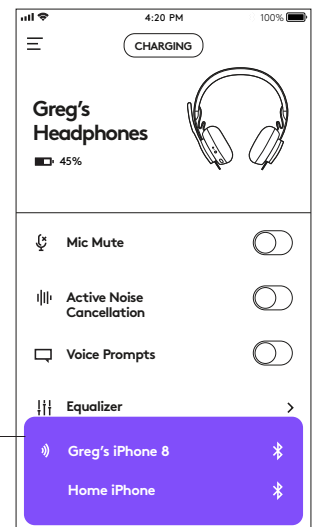 4:20 PM
100%
CHARGING
Greg's
Headphones
45%
Mic Mute
Active Noise
Cancellation
Voice Prompts
Equalizer
Greg's iPhone 8
Home iPhone